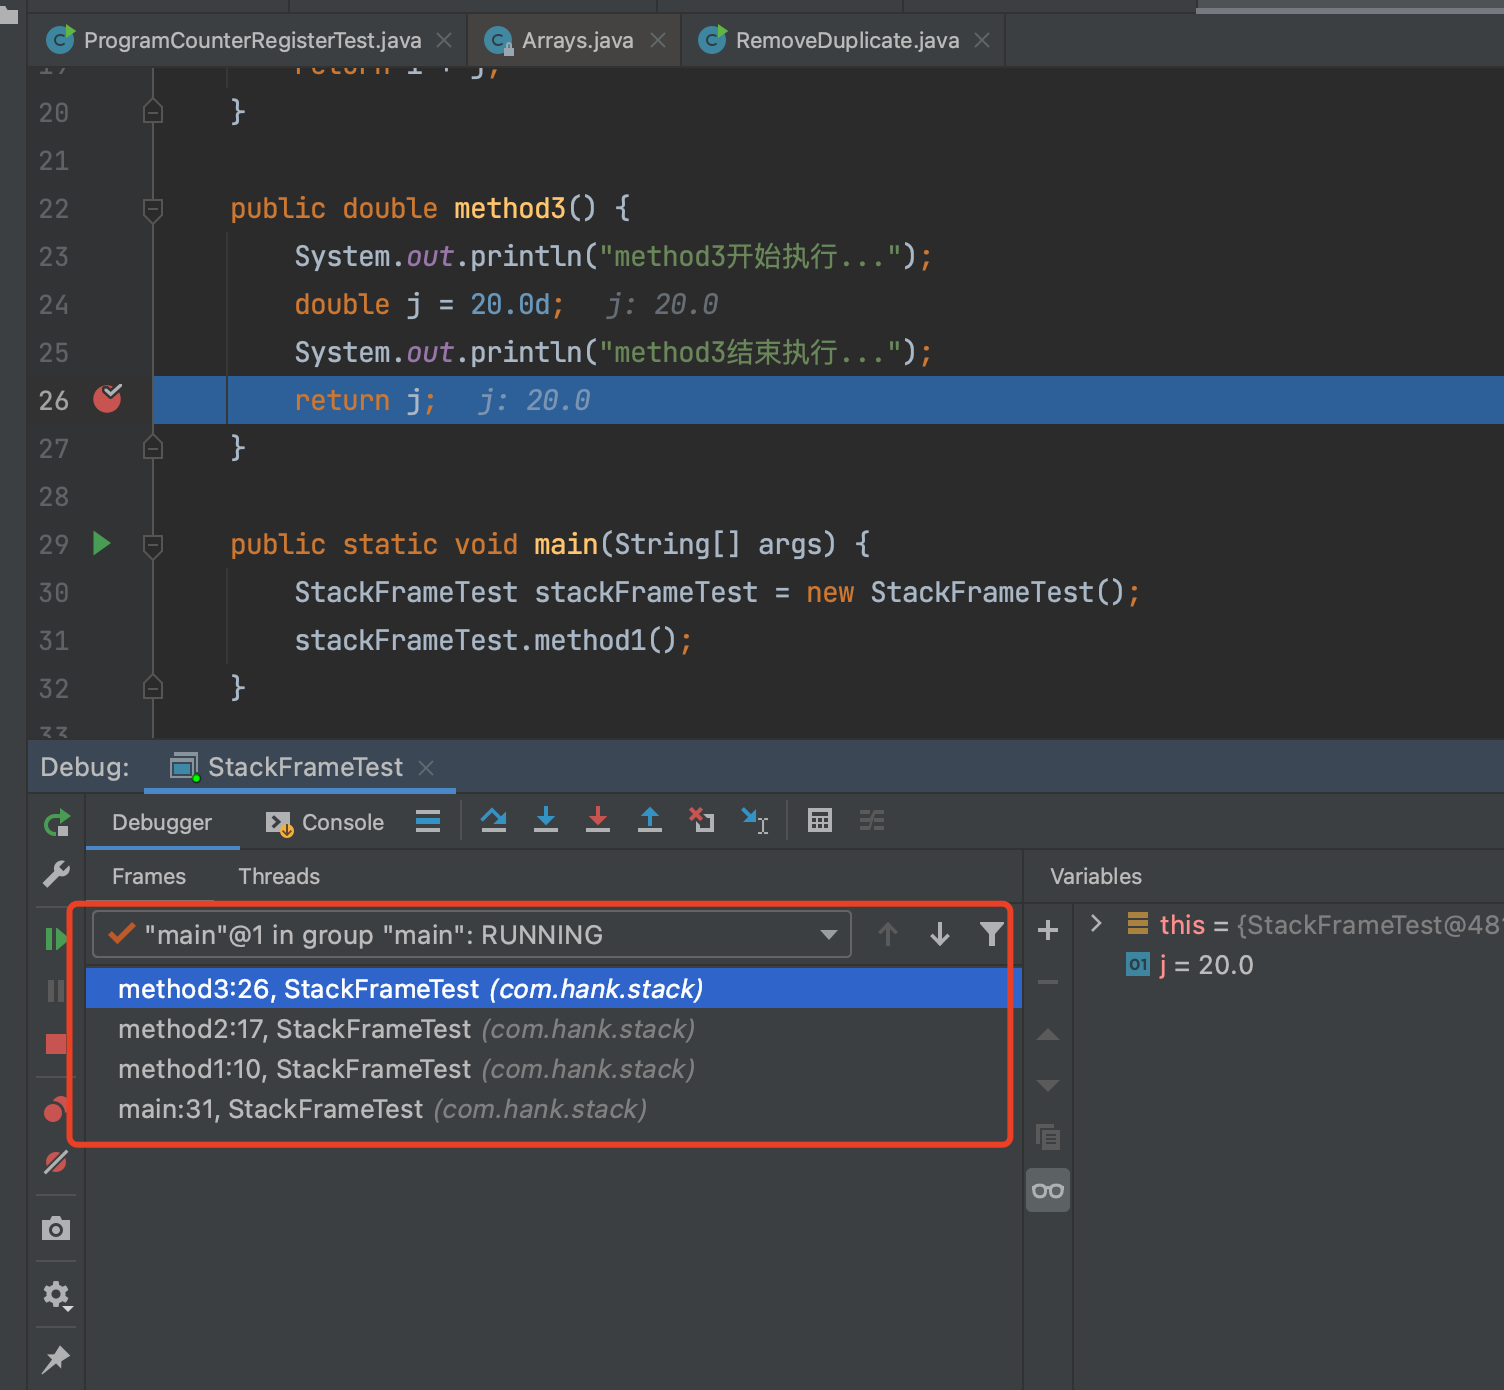 ProgramCounterRegisterTest.java Arrays.java RemoveDuplicate.java
19 return i + j;
20 }
21
22 public double method3() {
23 System.out.println("method3开始执行...");
24 double j = 20.0d; j: 20.0
25 System.out.println("method3结束执行...");
26 return j; j: 20.0
27 }
28
29 public static void main(String[] args) {
30 StackFrameTest stackFrameTest = new StackFrameTest();
31 stackFrameTest.method1();
32 }
33
Debug: StackFrameTest
Debugger Console
Frames Threads Variables
"main"@1 in group "main": RUNNING
method3:26, StackFrameTest (com.hank.stack)
method2:17, StackFrameTest (com.hank.stack)
method1:10, StackFrameTest (com.hank.stack)
main:31, StackFrameTest (com.hank.stack)
this = {StackFrameTest@48
01 j = 20.0